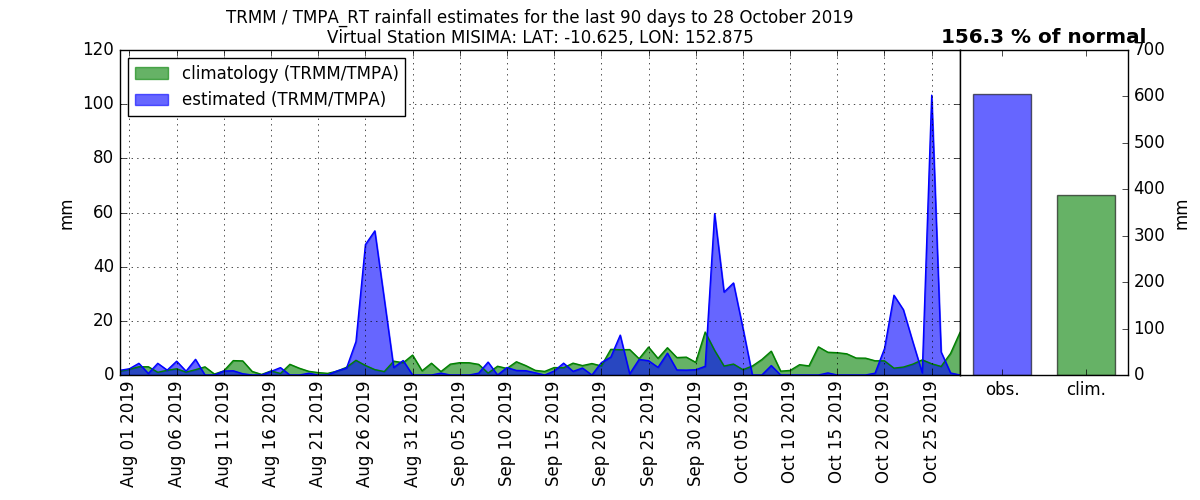 TRMM / TMPA_RT rainfall estimates for the last 90 days to 28 October 2019
Virtual Station MISIMA: LAT: -10.625, LON: 152.875
156.3 % of normal
climatology (TRMM/TMPA)
estimated (TRMM/TMPA)
mm
120
100
80
60
40
20
0
Aug 01 2019
Aug 06 2019
Aug 11 2019
Aug 16 2019
Aug 21 2019
Aug 26 2019
Aug 31 2019
Sep 05 2019
Sep 10 2019
Sep 15 2019
Sep 20 2019
Sep 25 2019
Sep 30 2019
Oct 05 2019
Oct 10 2019
Oct 15 2019
Oct 20 2019
Oct 25 2019
obs.
clim.
700
600
500
400
300
200
100
0
mm